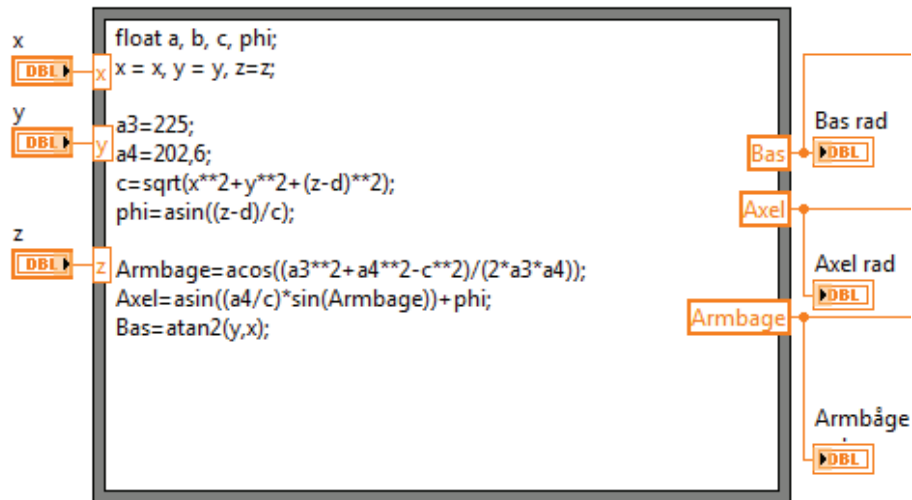 x
DBL
x
y
DBL
y
z
DBL
z
float a, b, c, phi;
x = x, y = y, z=z;
a3=225;
a4=202,6;
c=sqrt(x**2+y**2+(z-d)**2);
phi=asin((z-d)/c);
Armbage=acos((a3**2+a4**2-c**2)/(2*a3*a4));
Axel=asin((a4/c)*sin(Armbage))+phi;
Bas=atan2(y,x);
Bas
Bas rad
DBL
Axel
Axel rad
DBL
Armbage
Armbåge
DBL